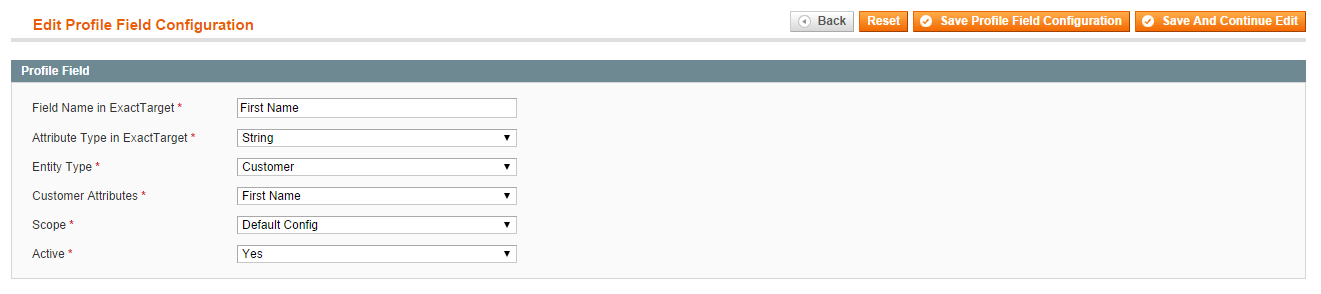 Edit Profile Field Configuration
Back Reset Save Profile Field Configuration Save And Continue Edit
Profile Field
Field Name in ExactTarget * First Name
Attribute Type in ExactTarget * String
Entity Type * Customer
Customer Attributes * First Name
Scope * Default Config
Active * Yes